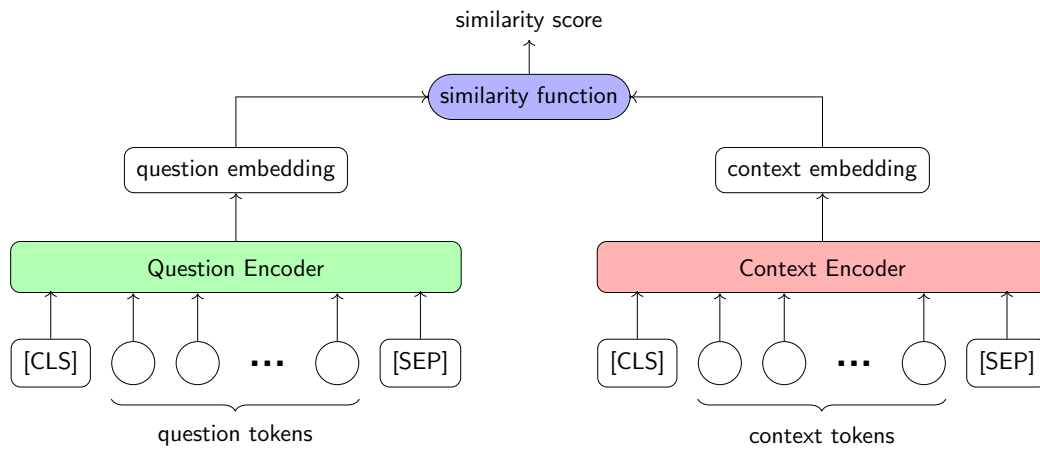 similarity score
similarity function
question embedding
context embedding
Question Encoder
Context Encoder
[CLS] ... [SEP]
[CLS] ... [SEP]
question tokens
context tokens